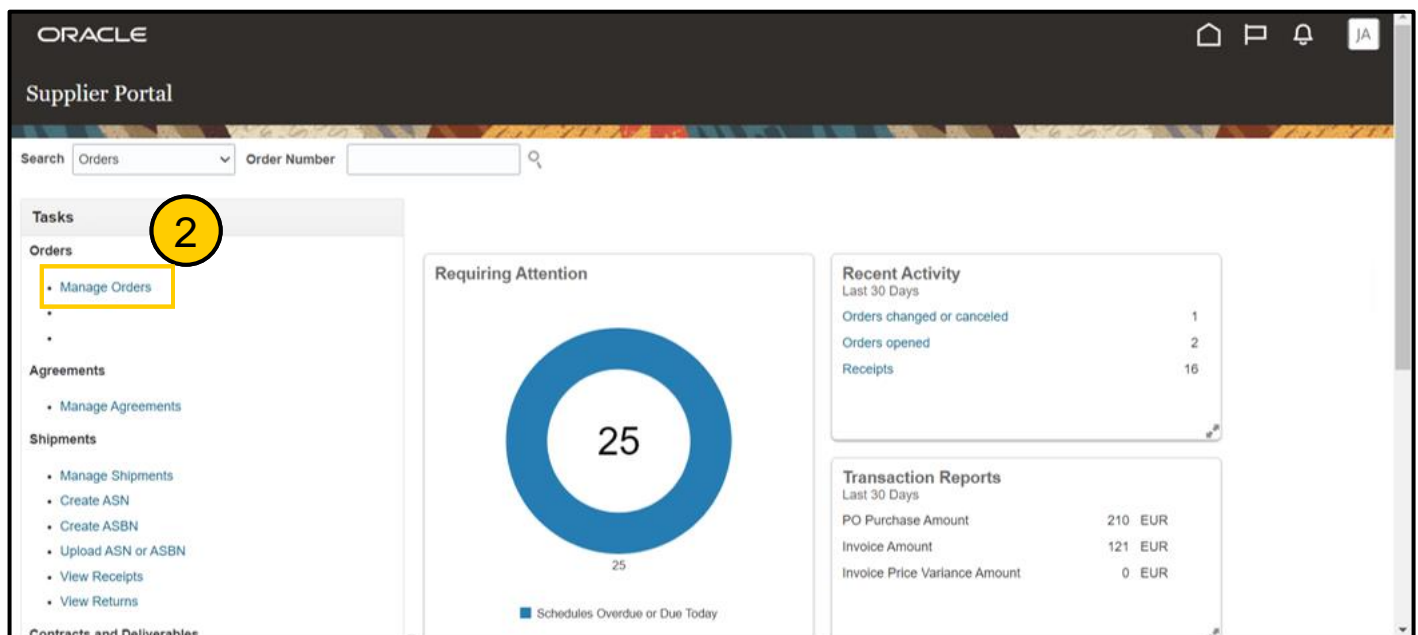 ORACLE
JA
Supplier Portal
Search Orders Order Number
Tasks
2
Orders
• Manage Orders
•
•
Agreements
• Manage Agreements
Shipments
• Manage Shipments
• Create ASN
• Create ASBN
• Upload ASN or ASBN
• View Receipts
• View Returns
Contracts and Deliverables
Requiring Attention
25
25
Schedules Overdue or Due Today
Recent Activity
Last 30 Days
Orders changed or canceled 1
Orders opened 2
Receipts 16
Transaction Reports
Last 30 Days
PO Purchase Amount 210 EUR
Invoice Amount 121 EUR
Invoice Price Variance Amount 0 EUR